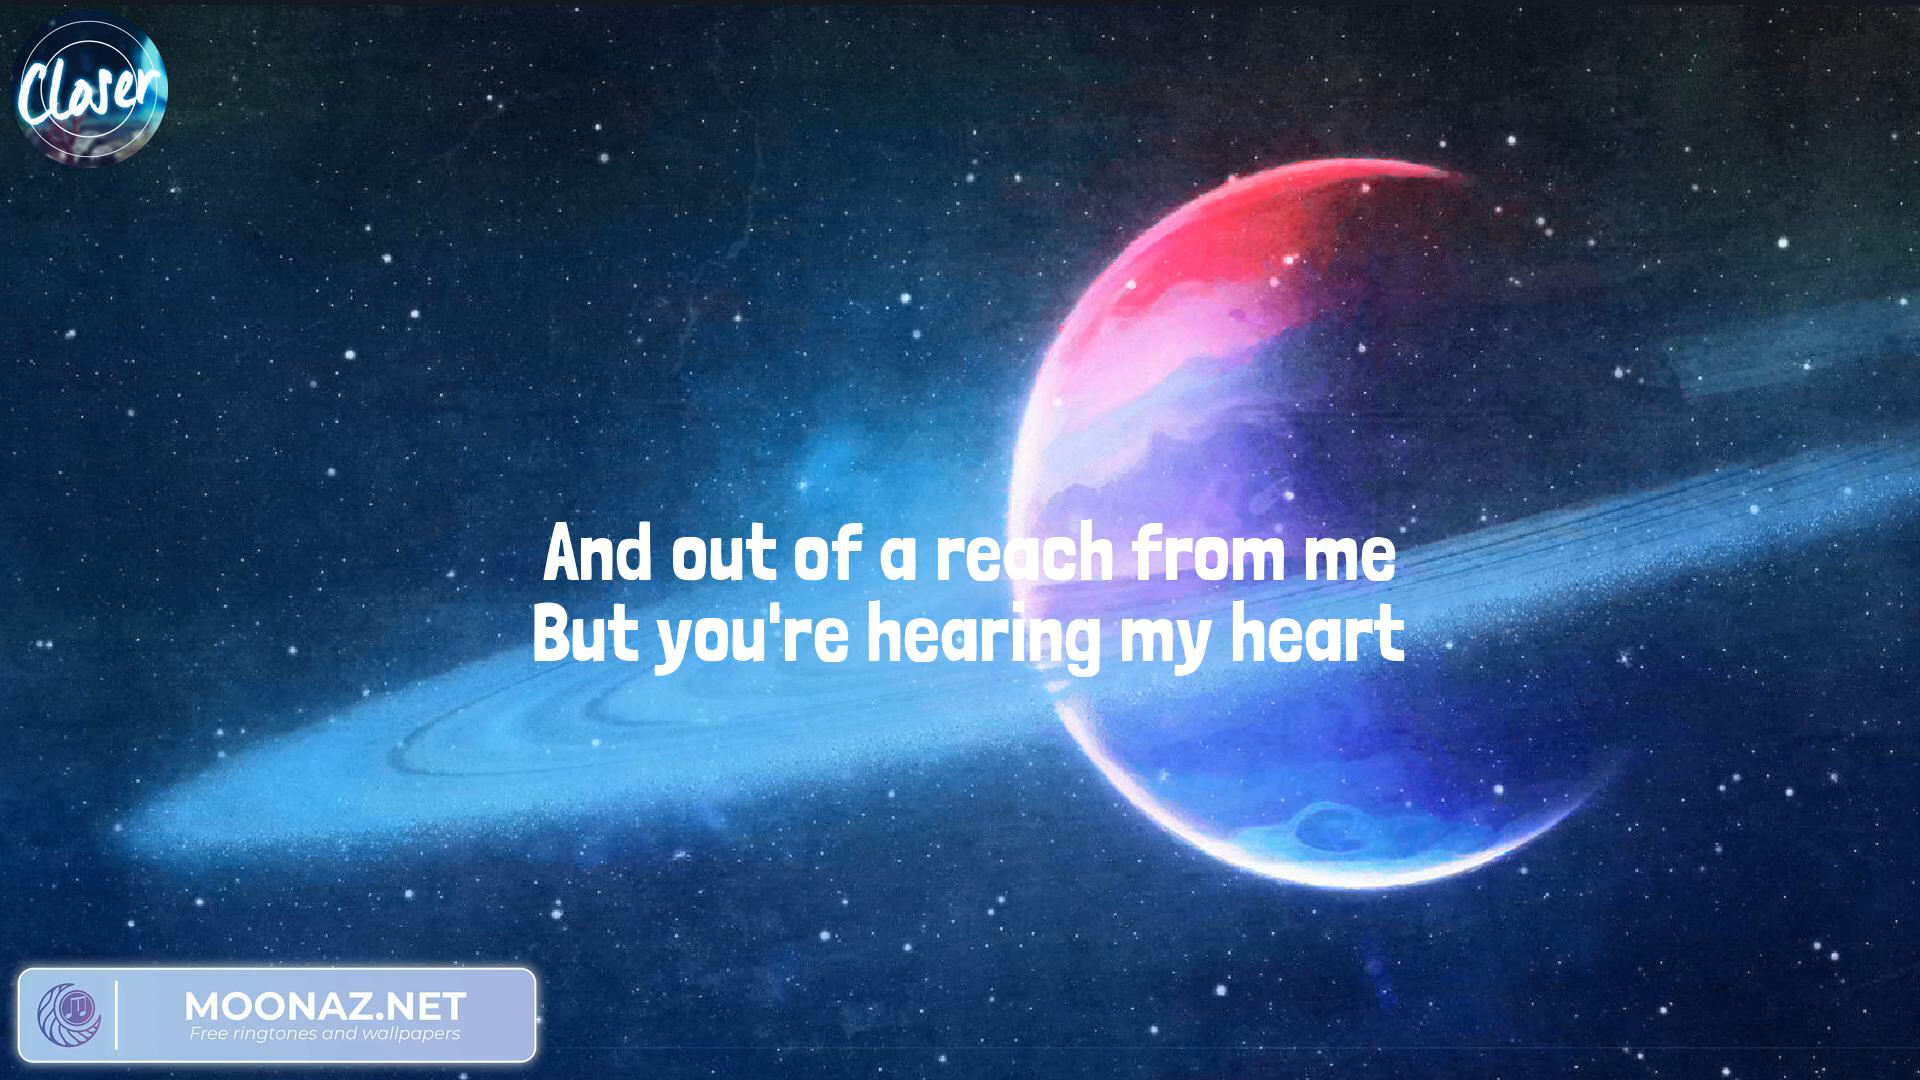 Closer
And out of a reach from me
But you're hearing my heart
MOONAZ.NET
Free ringtones and wallpapers